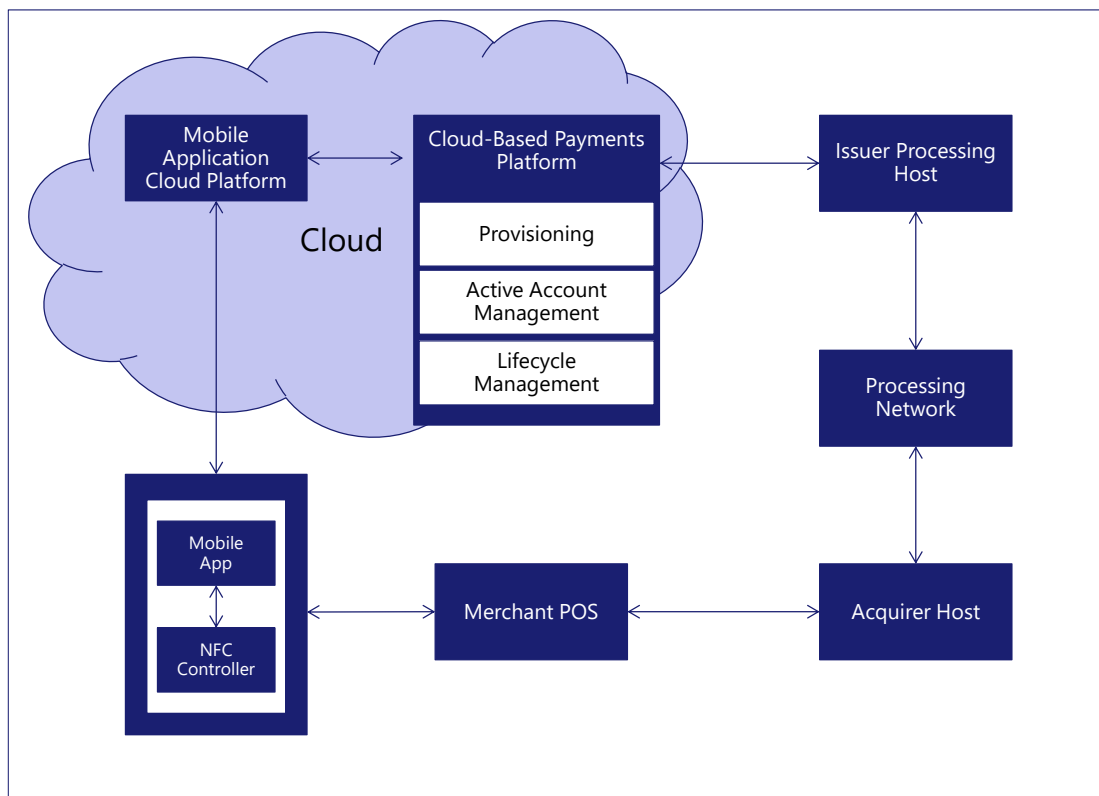 Mobile
Application
Cloud Platform
Cloud-Based Payments
Platform
Issuer Processing
Host
Cloud
Provisioning
Active Account
Management
Lifecycle
Management
Processing
Network
Mobile
App
NFC
Controller
Merchant POS
Acquirer Host